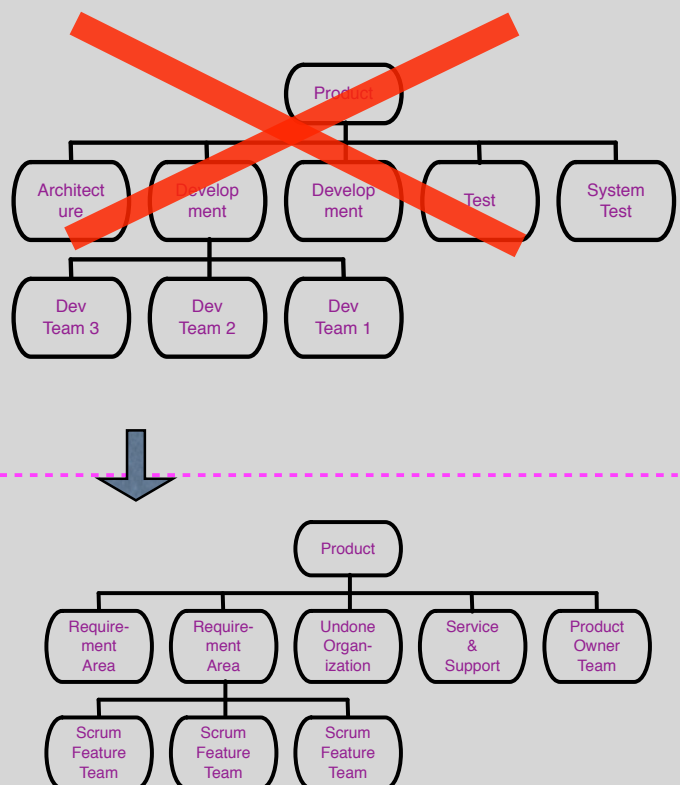 Product
Architect
ure
Develop
ment
Develop
ment
Test
System
Test
Dev
Team 3
Dev
Team 2
Dev
Team 1
Product
Require-
ment
Area
Require-
ment
Area
Undone
Organ-
ization
Service
&
Support
Product
Owner
Team
Scrum
Feature
Team
Scrum
Feature
Team
Scrum
Feature
Team